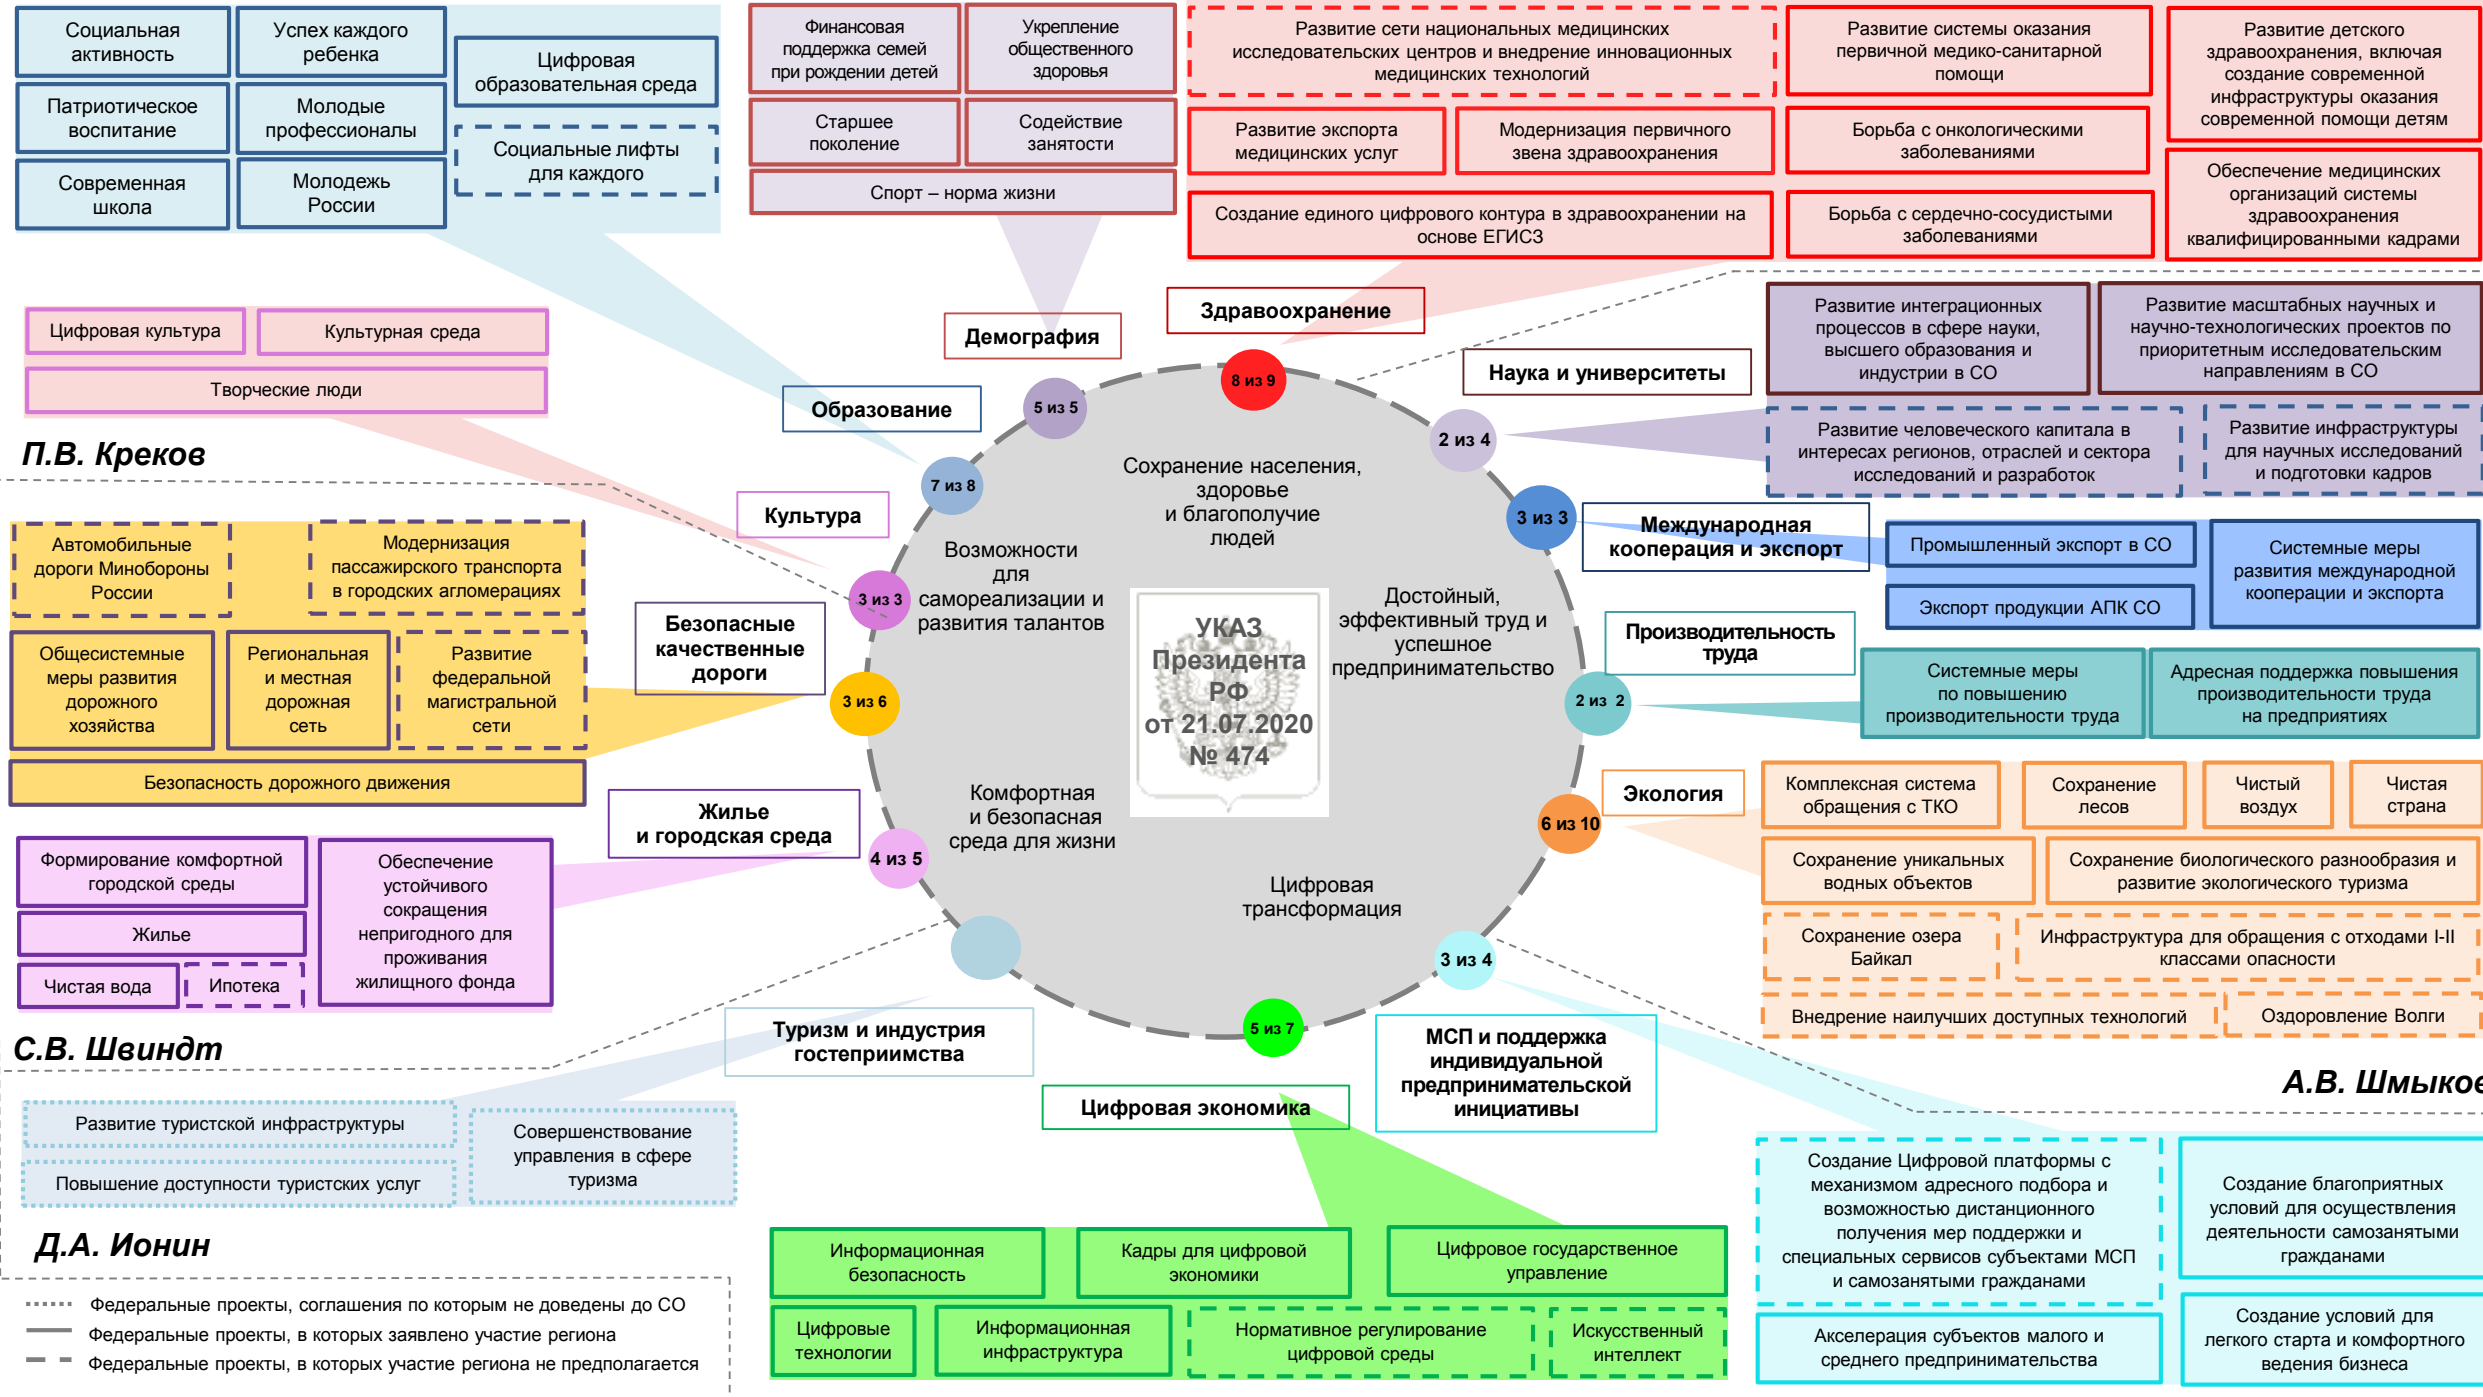 Социальная
активность
Успех каждого
ребенка
Цифровая
образовательная среда
Патриотическое
воспитание
Молодые
профессионалы
Социальные лифты
для каждого
Современная
школа
Молодежь
России
Финансовая
поддержка семей
при рождении детей
Укрепление
общественного
здоровья
Старшее
поколение
Содействие
занятости
Спорт – норма жизни
Развитие сети национальных медицинских
исследовательских центров и внедрение инновационных
медицинских технологий
Развитие системы оказания
первичной медико-санитарной
помощи
Развитие детского
здравоохранения, включая
создание современной
инфраструктуры оказания
современной помощи детям
Развитие экспорта
медицинских услуг
Модернизация первичного
звена здравоохранения
Борьба с онкологическими
заболеваниями
Обеспечение медицинских
организаций системы
здравоохранения
квалифицированными кадрами
Создание единого цифрового контура в здравоохранении на
основе ЕГИСЗ
Борьба с сердечно-сосудистыми
заболеваниями
Цифровая культура
Культурная среда
Творческие люди
П.В. Креков
Демография
Здравоохранение
Образование
Наука и университеты
Культура
5 из 5
8 из 9
2 из 4
7 из 8
3 из 3
3 из 3
Развитие интеграционных
процессов в сфере науки,
высшего образования и
индустрии в СО
Развитие масштабных научных и
научно-технологических проектов по
приоритетным исследовательским
направлениям в СО
Развитие человеческого капитала в
интересах регионов, отраслей и сектора
исследований и разработок
Развитие инфраструктуры
для научных исследований
и подготовки кадров
Международная
кооперация и экспорт
Промышленный экспорт в СО
Экспорт продукции АПК СО
Системные меры
развития международной
кооперации и экспорта
Сохранение населения,
здоровье
и благополучие
людей
Возможности
для
самореализации и
развития талантов
Достойный,
эффективный труд и
успешное
предпринимательство
УКАЗ
Президента
РФ
от 21.07.2020
№ 474
Комфортная
и безопасная
среда для жизни
Цифровая
трансформация
Автомобильные
дороги Минобороны
России
Модернизация
пассажирского транспорта
в городских агломерациях
Общесистемные
меры развития
дорожного
хозяйства
Региональная
и местная
дорожная
сеть
Развитие
федеральной
магистральной
сети
Безопасность дорожного движения
Безопасные
качественные
дороги
3 из 6
Производительность
труда
2 из 2
Системные меры
по повышению
производительности труда
Адресная поддержка повышения
производительности труда
на предприятиях
Экология
6 из 10
Комплексная система
обращения с ТКО
Сохранение
лесов
Чистый
воздух
Чистая
страна
Сохранение уникальных
водных объектов
Сохранение биологического разнообразия и
развитие экологического туризма
Сохранение озера
Байкал
Инфраструктура для обращения с отходами I-II
классами опасности
Внедрение наилучших доступных технологий
Оздоровление Волги
А.В. Шмыков
Жилье
и городская среда
4 из 5
Формирование комфортной
городской среды
Жилье
Чистая вода
Ипотека
Обеспечение
устойчивого
сокращения
непригодного для
проживания
жилищного фонда
С.В. Швиндт
Туризм и индустрия
гостеприимства
Развитие туристской инфраструктуры
Повышение доступности туристских услуг
Совершенствование
управления в сфере
туризма
Д.А. Ионин
5 из 7
Цифровая экономика
3 из 4
МСП и поддержка
индивидуальной
предпринимательской
инициативы
Информационная
безопасность
Кадры для цифровой
экономики
Цифровое государственное
управление
Цифровые
технологии
Информационная
инфраструктура
Нормативное регулирование
цифровой среды
Искусственный
интеллект
Создание Цифровой платформы с
механизмом адресного подбора и
возможностью дистанционного
получения мер поддержки и
специальных сервисов субъектами МСП
и самозанятыми гражданами
Создание благоприятных
условий для осуществления
деятельности самозанятыми
гражданами
Акселерация субъектов малого и
среднего предпринимательства
Создание условий для
легкого старта и комфортного
ведения бизнеса
Федеральные проекты, соглашения по которым не доведены до СО
Федеральные проекты, в которых заявлено участие региона
Федеральные проекты, в которых участие региона не предполагается